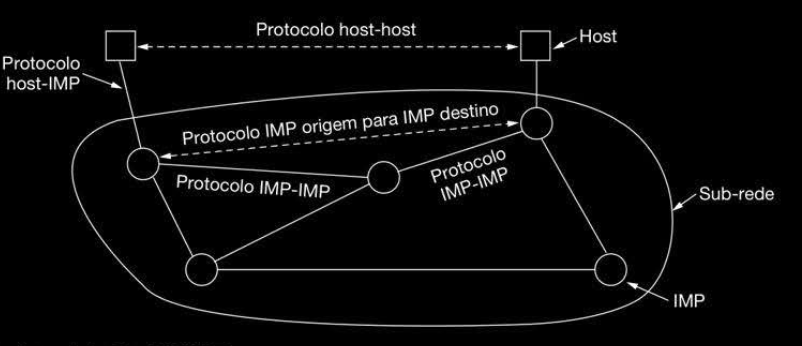 Protocolo host-host
Host
Protocolo
host-IMP
Protocolo IMP origem para IMP destino
Protocolo IMP-IMP
Protocolo
IMP-IMP
Sub-rede
IMP